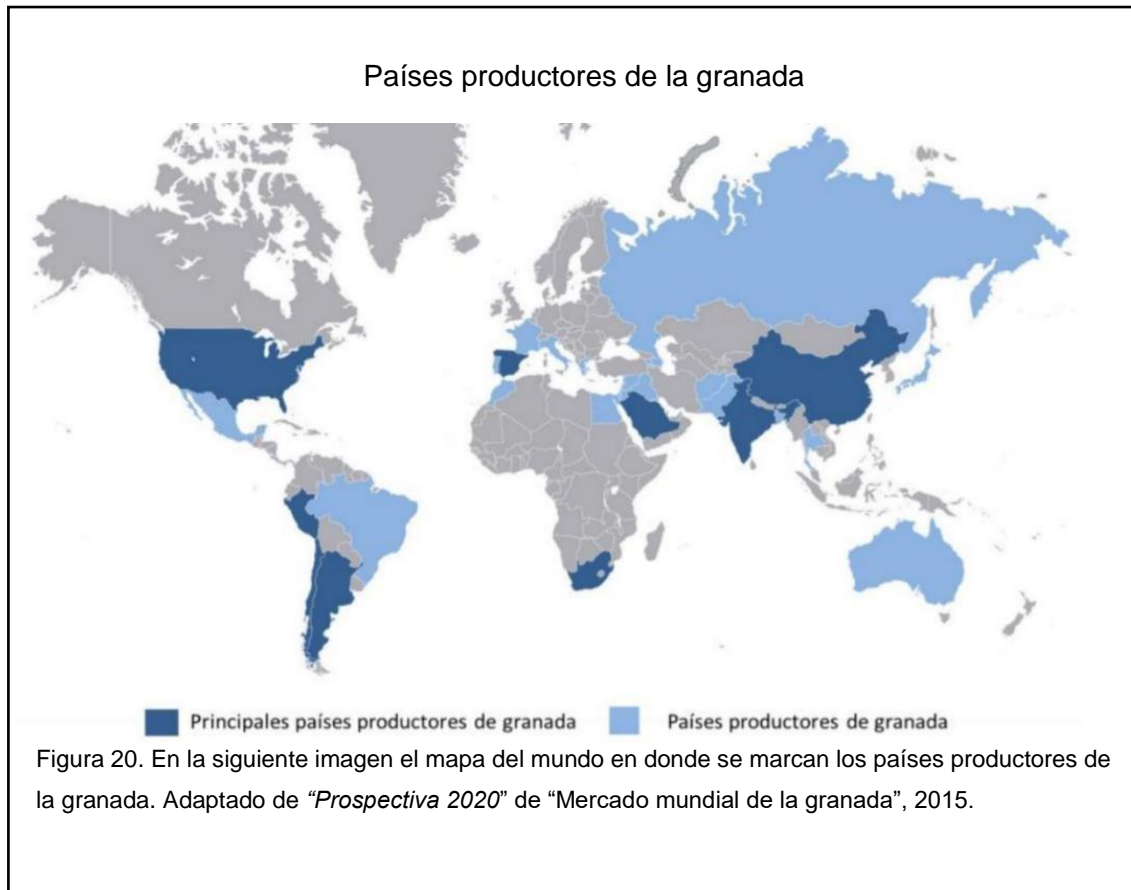 Países productores de la granada
Principales países productores de granada
Países productores de granada
Figura 20. En la siguiente imagen el mapa del mundo en donde se marcan los países productores de
la granada. Adaptado de “Prospectiva 2020” de “Mercado mundial de la granada”, 2015.